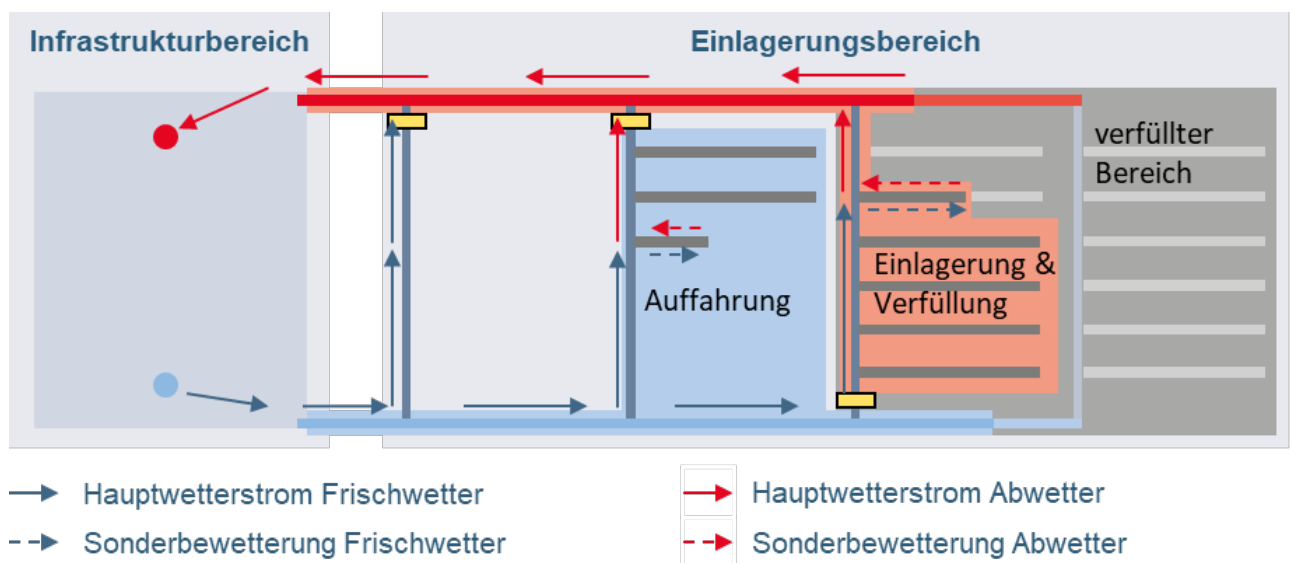 Infrastrukturbereich
Einlagerungsbereich
verfüllter
Bereich
Einlagerung &
Verfüllung
Auffahrung
Hauptwetterstrom Frischwetter
Hauptwetterstrom Abwetter
Sonderbewetterung Frischwetter
Sonderbewetterung Abwetter